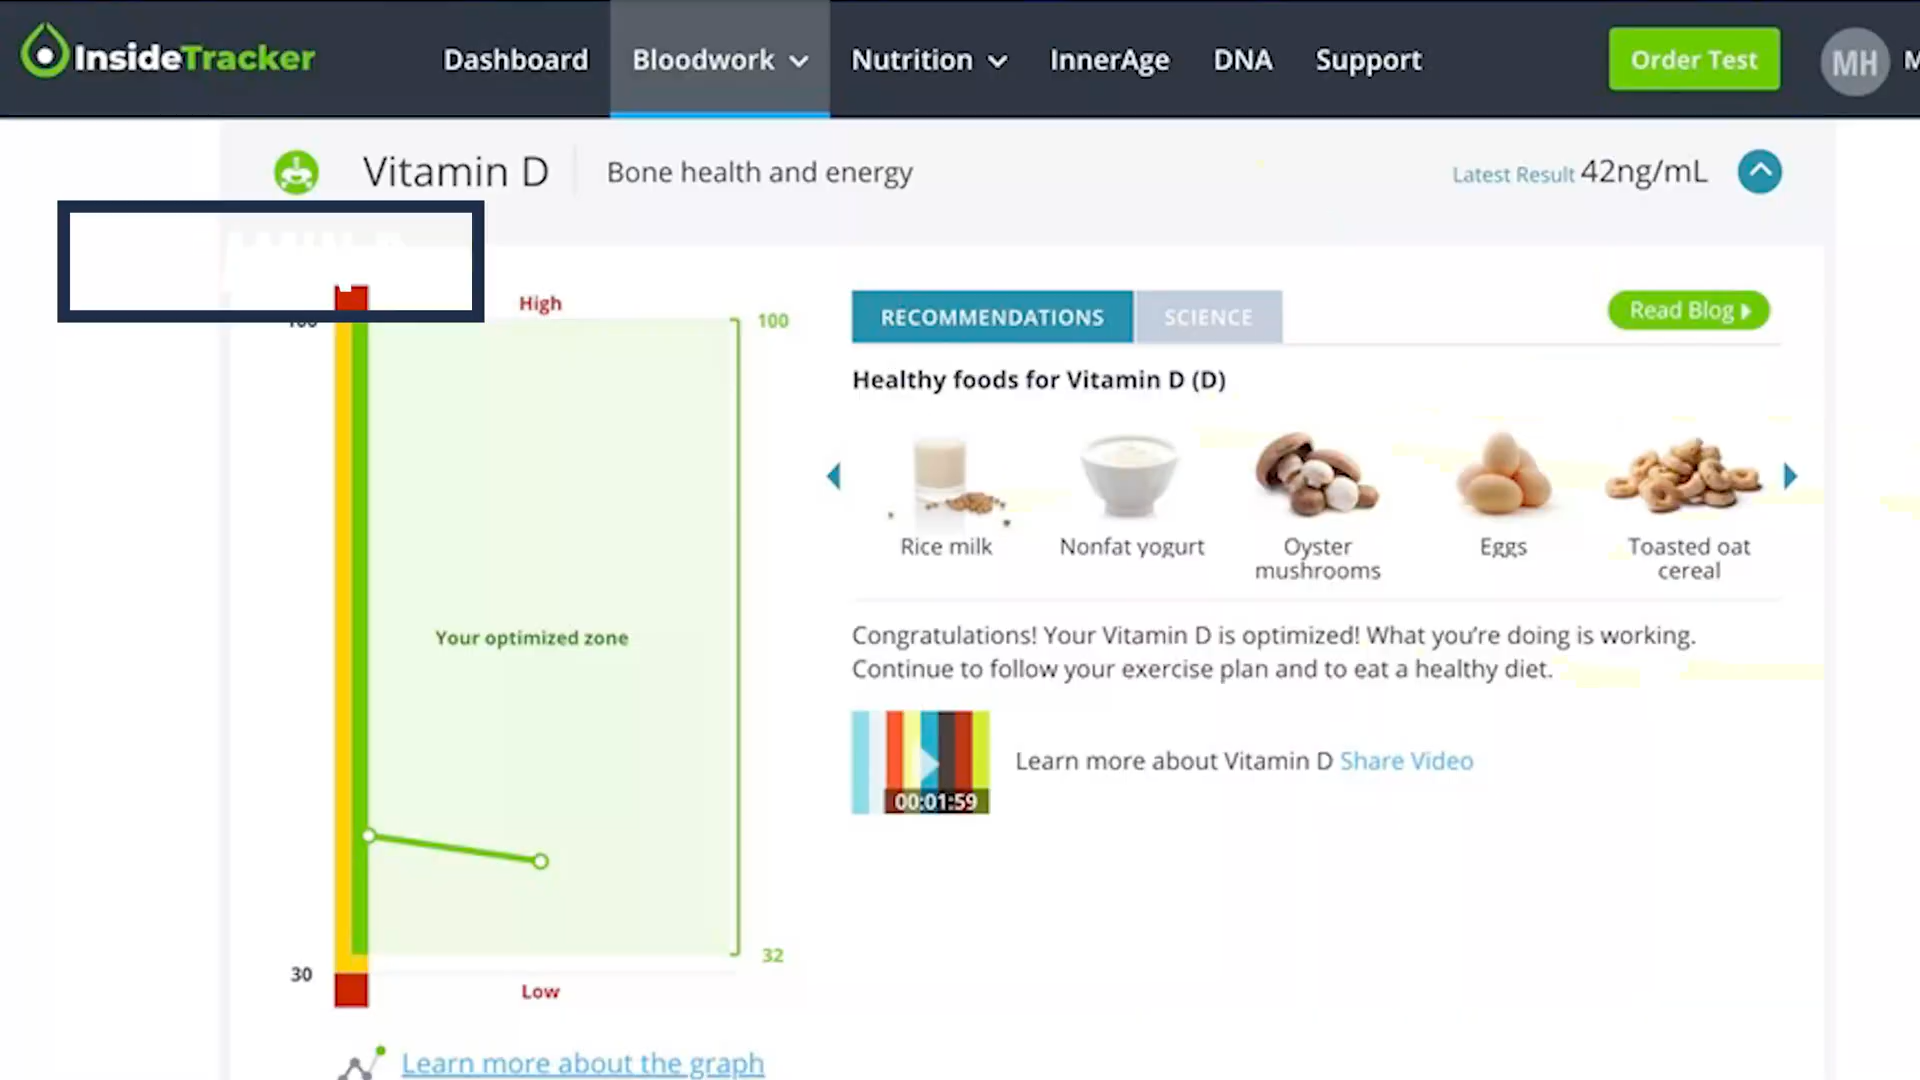 InsideTracker
Dashboard
Bloodwork
Nutrition
InnerAge
DNA
Support
Order Test
MH
M
Vitamin D
Bone health and energy
Latest Result 42ng/mL
High
100
RECOMMENDATIONS
SCIENCE
Read Blog
Healthy foods for Vitamin D (D)
Rice milk
Nonfat yogurt
Oyster
mushrooms
Eggs
Toasted oat
cereal
Your optimized zone
Congratulations! Your Vitamin D is optimized! What you’re doing is working.
Continue to follow your exercise plan and to eat a healthy diet.
00:01:59
Learn more about Vitamin D Share Video
32
30
Low
Learn more about the graph